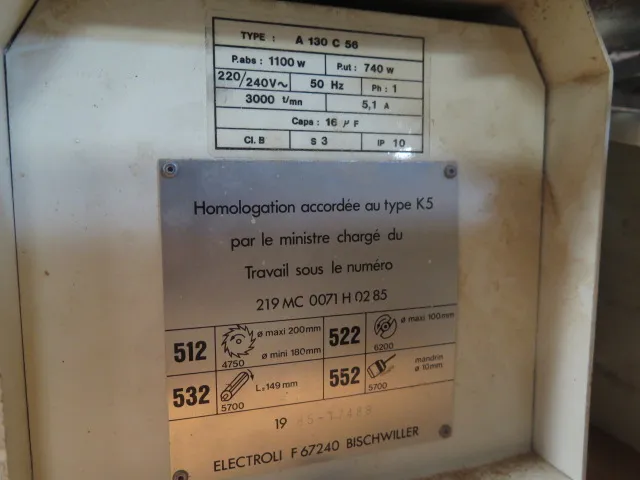 TYPE : A 130 C 56
P.abs : 1100 w P.ut : 740 w
220/240V~ 50 Hz Ph : 1
3000 t/mn 5,1 A
Capa : 16 µ F
Cl. B S 3 IP 10
Homologation accordée au type K5
par le ministre chargé du
Travail sous le numéro
219 MC 0071 H 02 85
512 ø maxi 200mm ø mini 180mm 4750
522 ø maxi 100mm 6200
532 L=149 mm 5700
552 mandrin ø 10mm 5700
19
ELECTROLI F 67240 BISCHWILLER